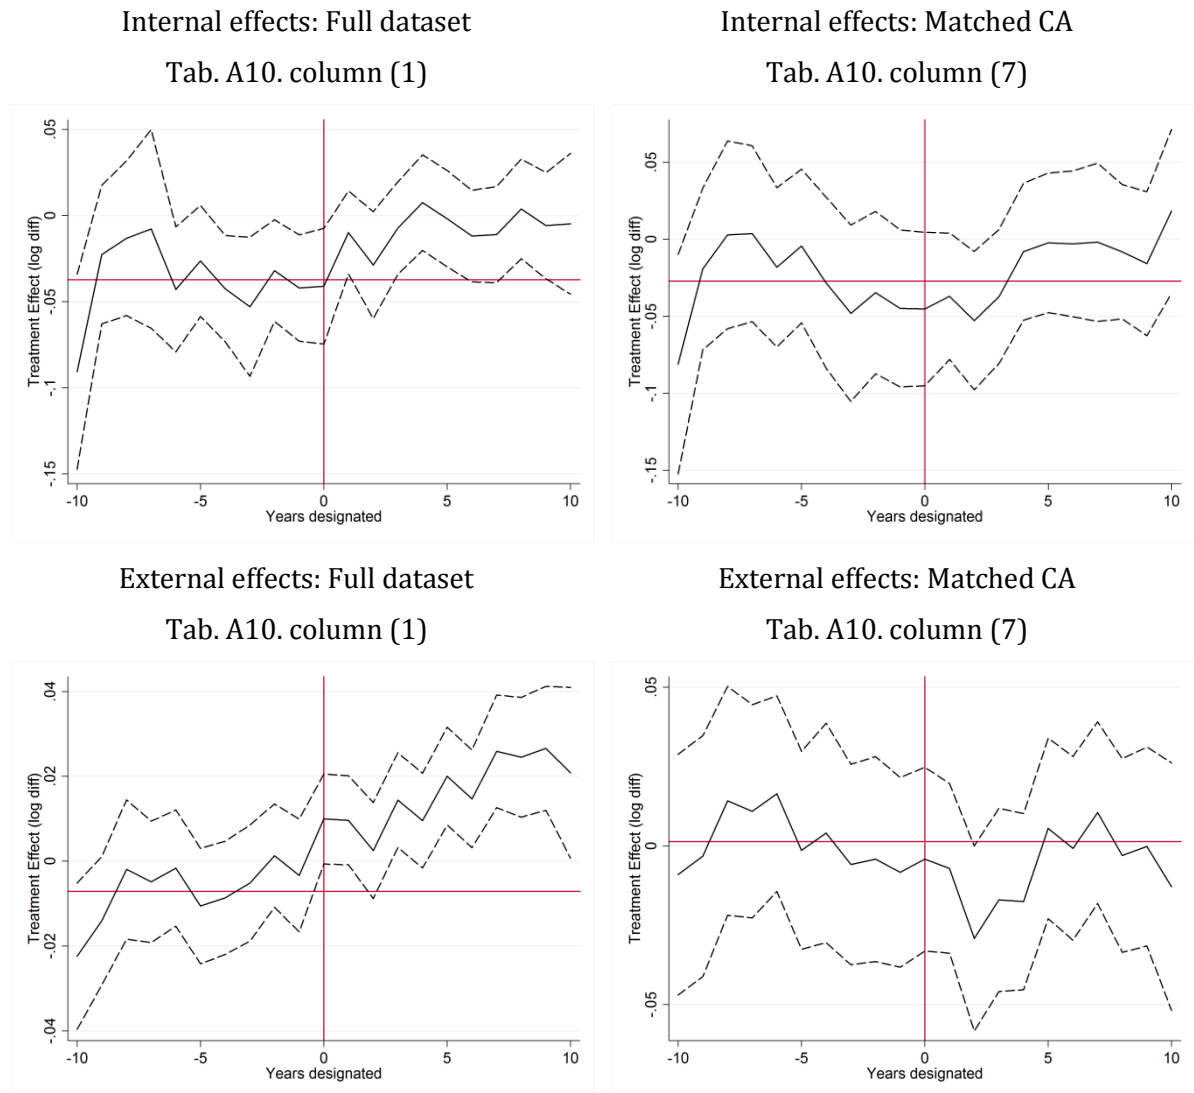 Internal effects: Full dataset
Tab. A10. column (1)
Internal effects: Matched CA
Tab. A10. column (7)
Treatment Effect (log diff)
.05
0
-.05
-.1
-.15
-10
-5
0
5
10
Years designated
Treatment Effect (log diff)
.05
0
-.05
-.1
-.15
-10
-5
0
5
10
Years designated
External effects: Full dataset
Tab. A10. column (1)
External effects: Matched CA
Tab. A10. column (7)
Treatment Effect (log diff)
.04
.02
0
-.02
-.04
-10
-5
0
5
10
Years designated
Treatment Effect (log diff)
.05
0
-.05
-10
-5
0
5
10
Years designated